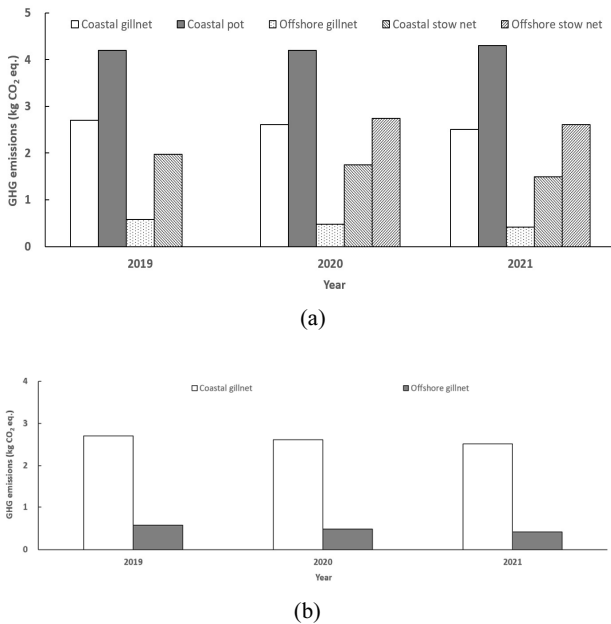 5
Coastal gillnet Coastal pot Offshore gillnet Coastal stow net Offshore stow net
4
3
2
1
0
GHG emissions (kg CO₂ eq.)
2019 2020 2021
Year
(a)
4
Coastal gillnet Offshore gillnet
3
2
1
0
GHG emissions (kg CO₂ eq.)
2019 2020 2021
Year
(b)